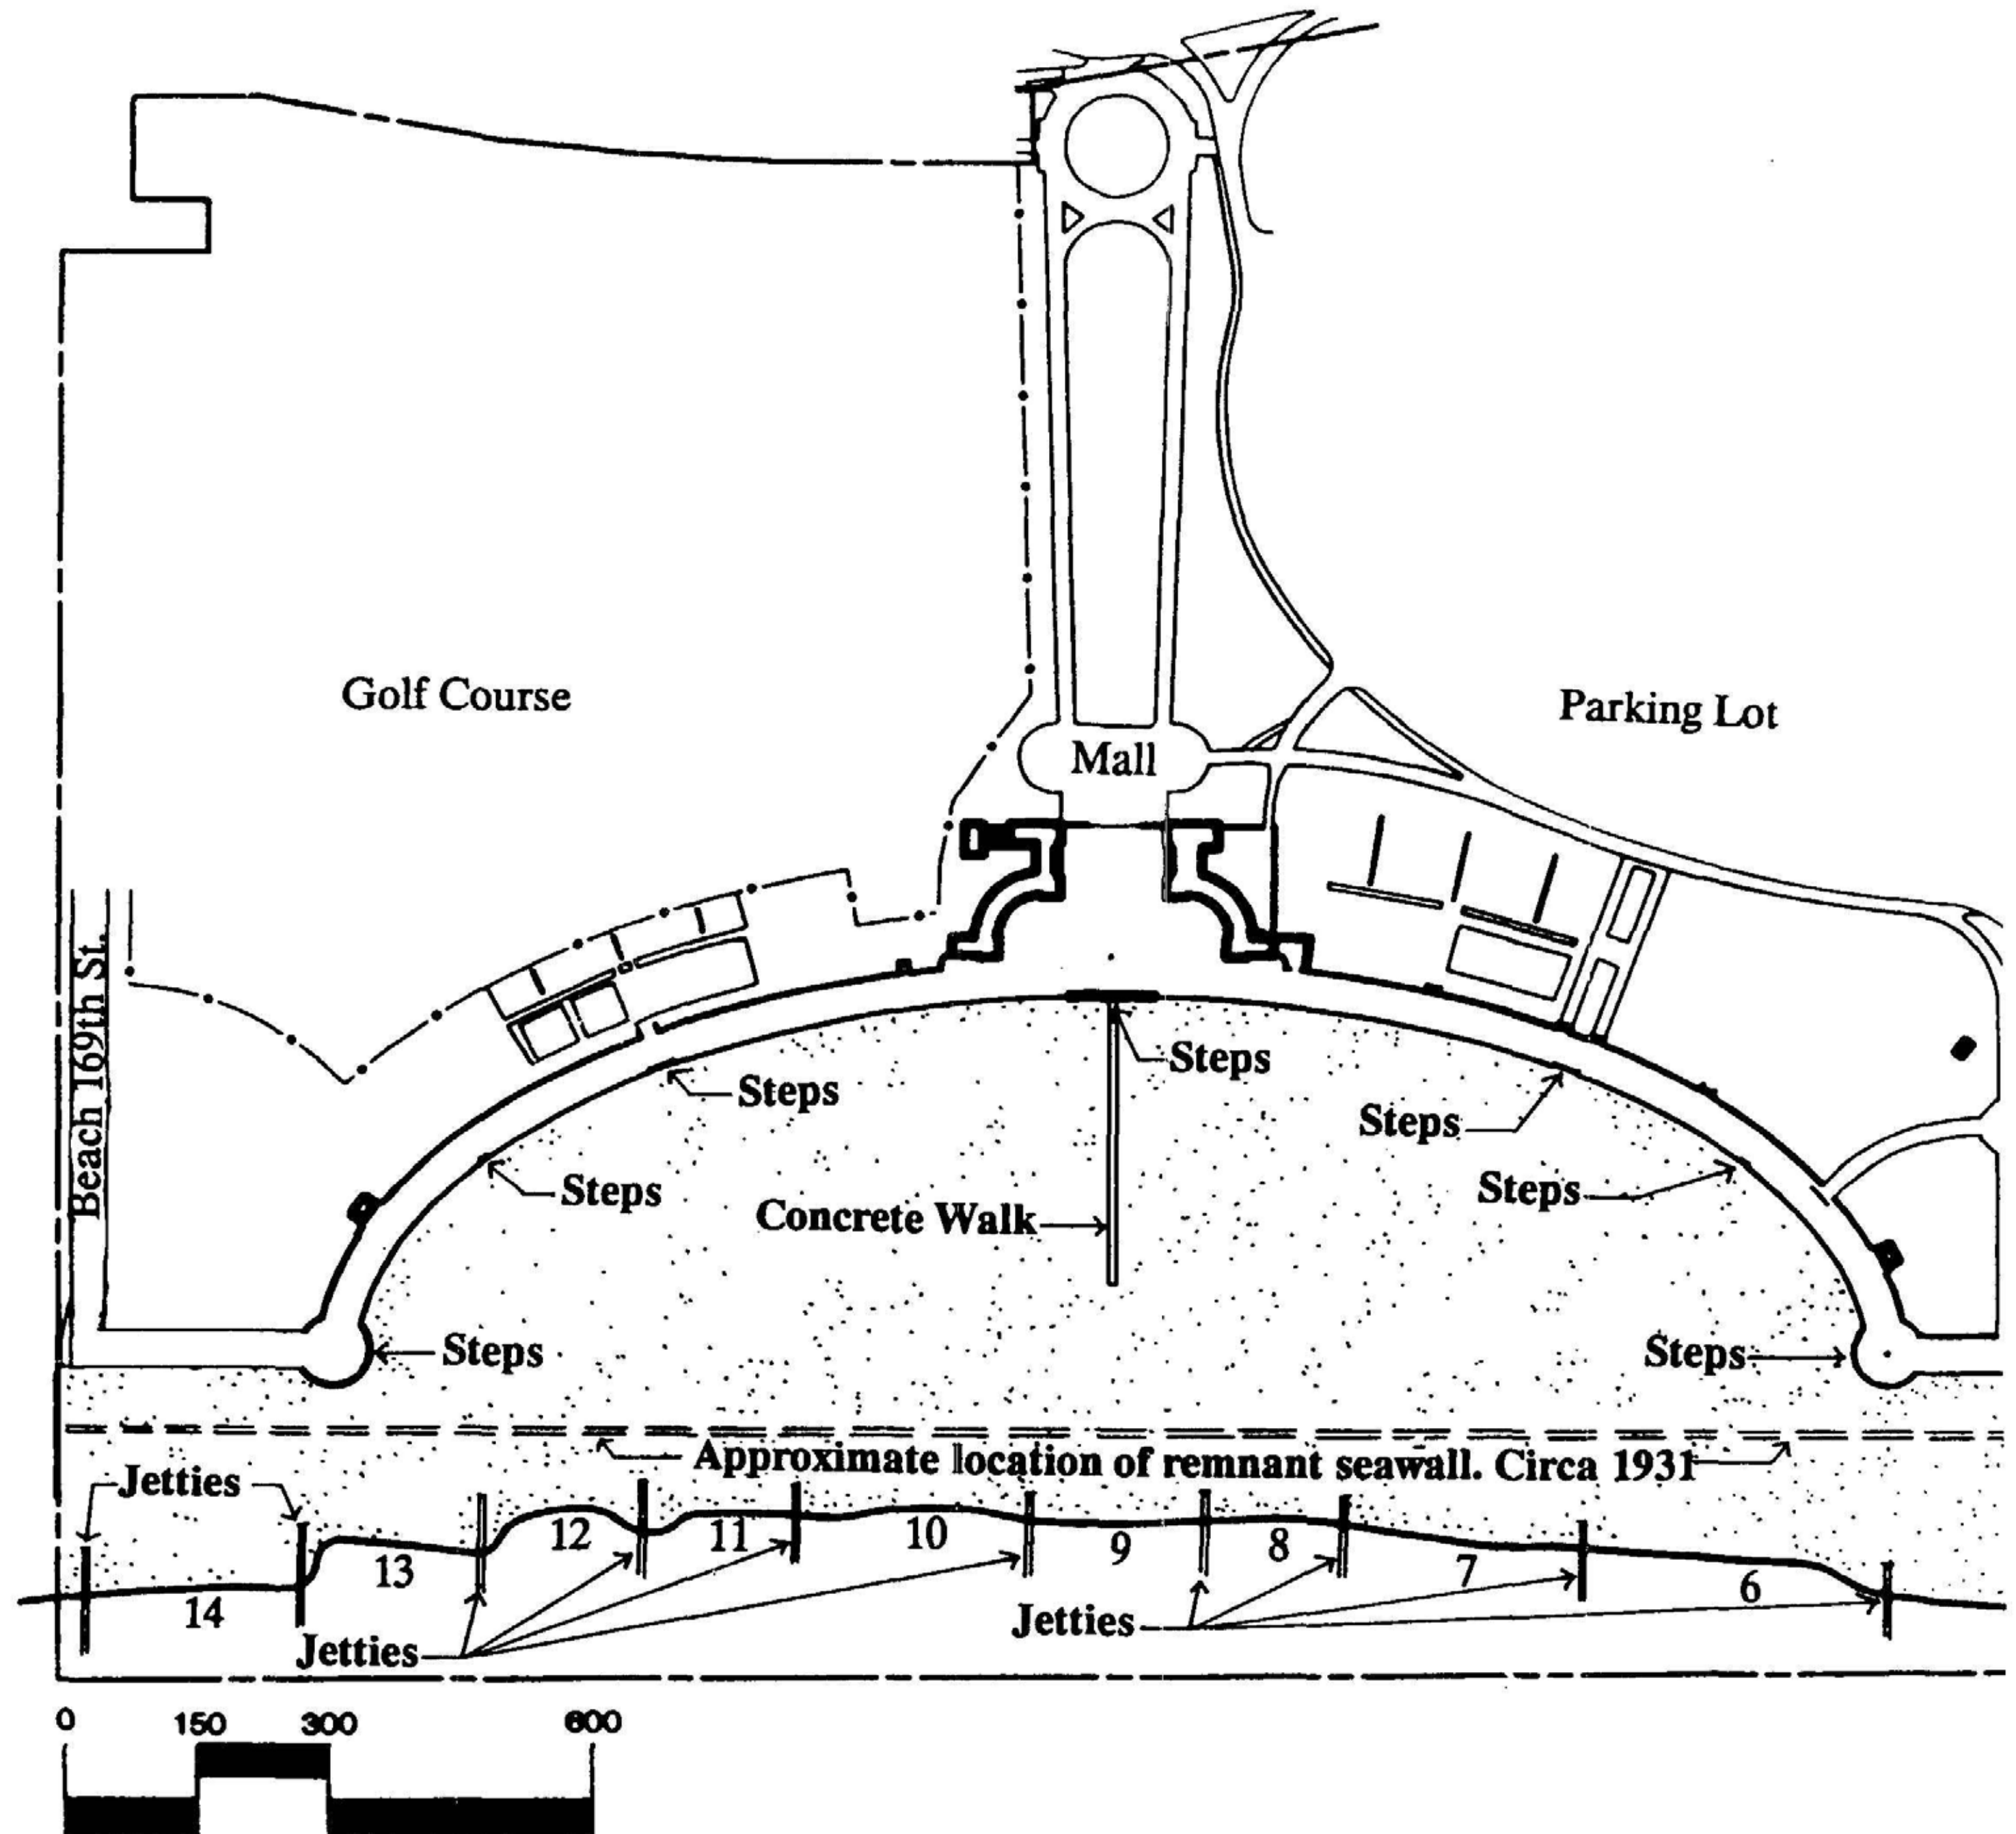 Golf Course
Parking Lot
Mall
Beach 169th St.
Steps
Steps
Steps
Steps
Steps
Concrete Walk
Steps
Steps
Approximate location of remnant seawall. Circa 1931
Jetties
12
11
10
9
8
13
7
6
14
Jetties
Jetties
0 150 300 600